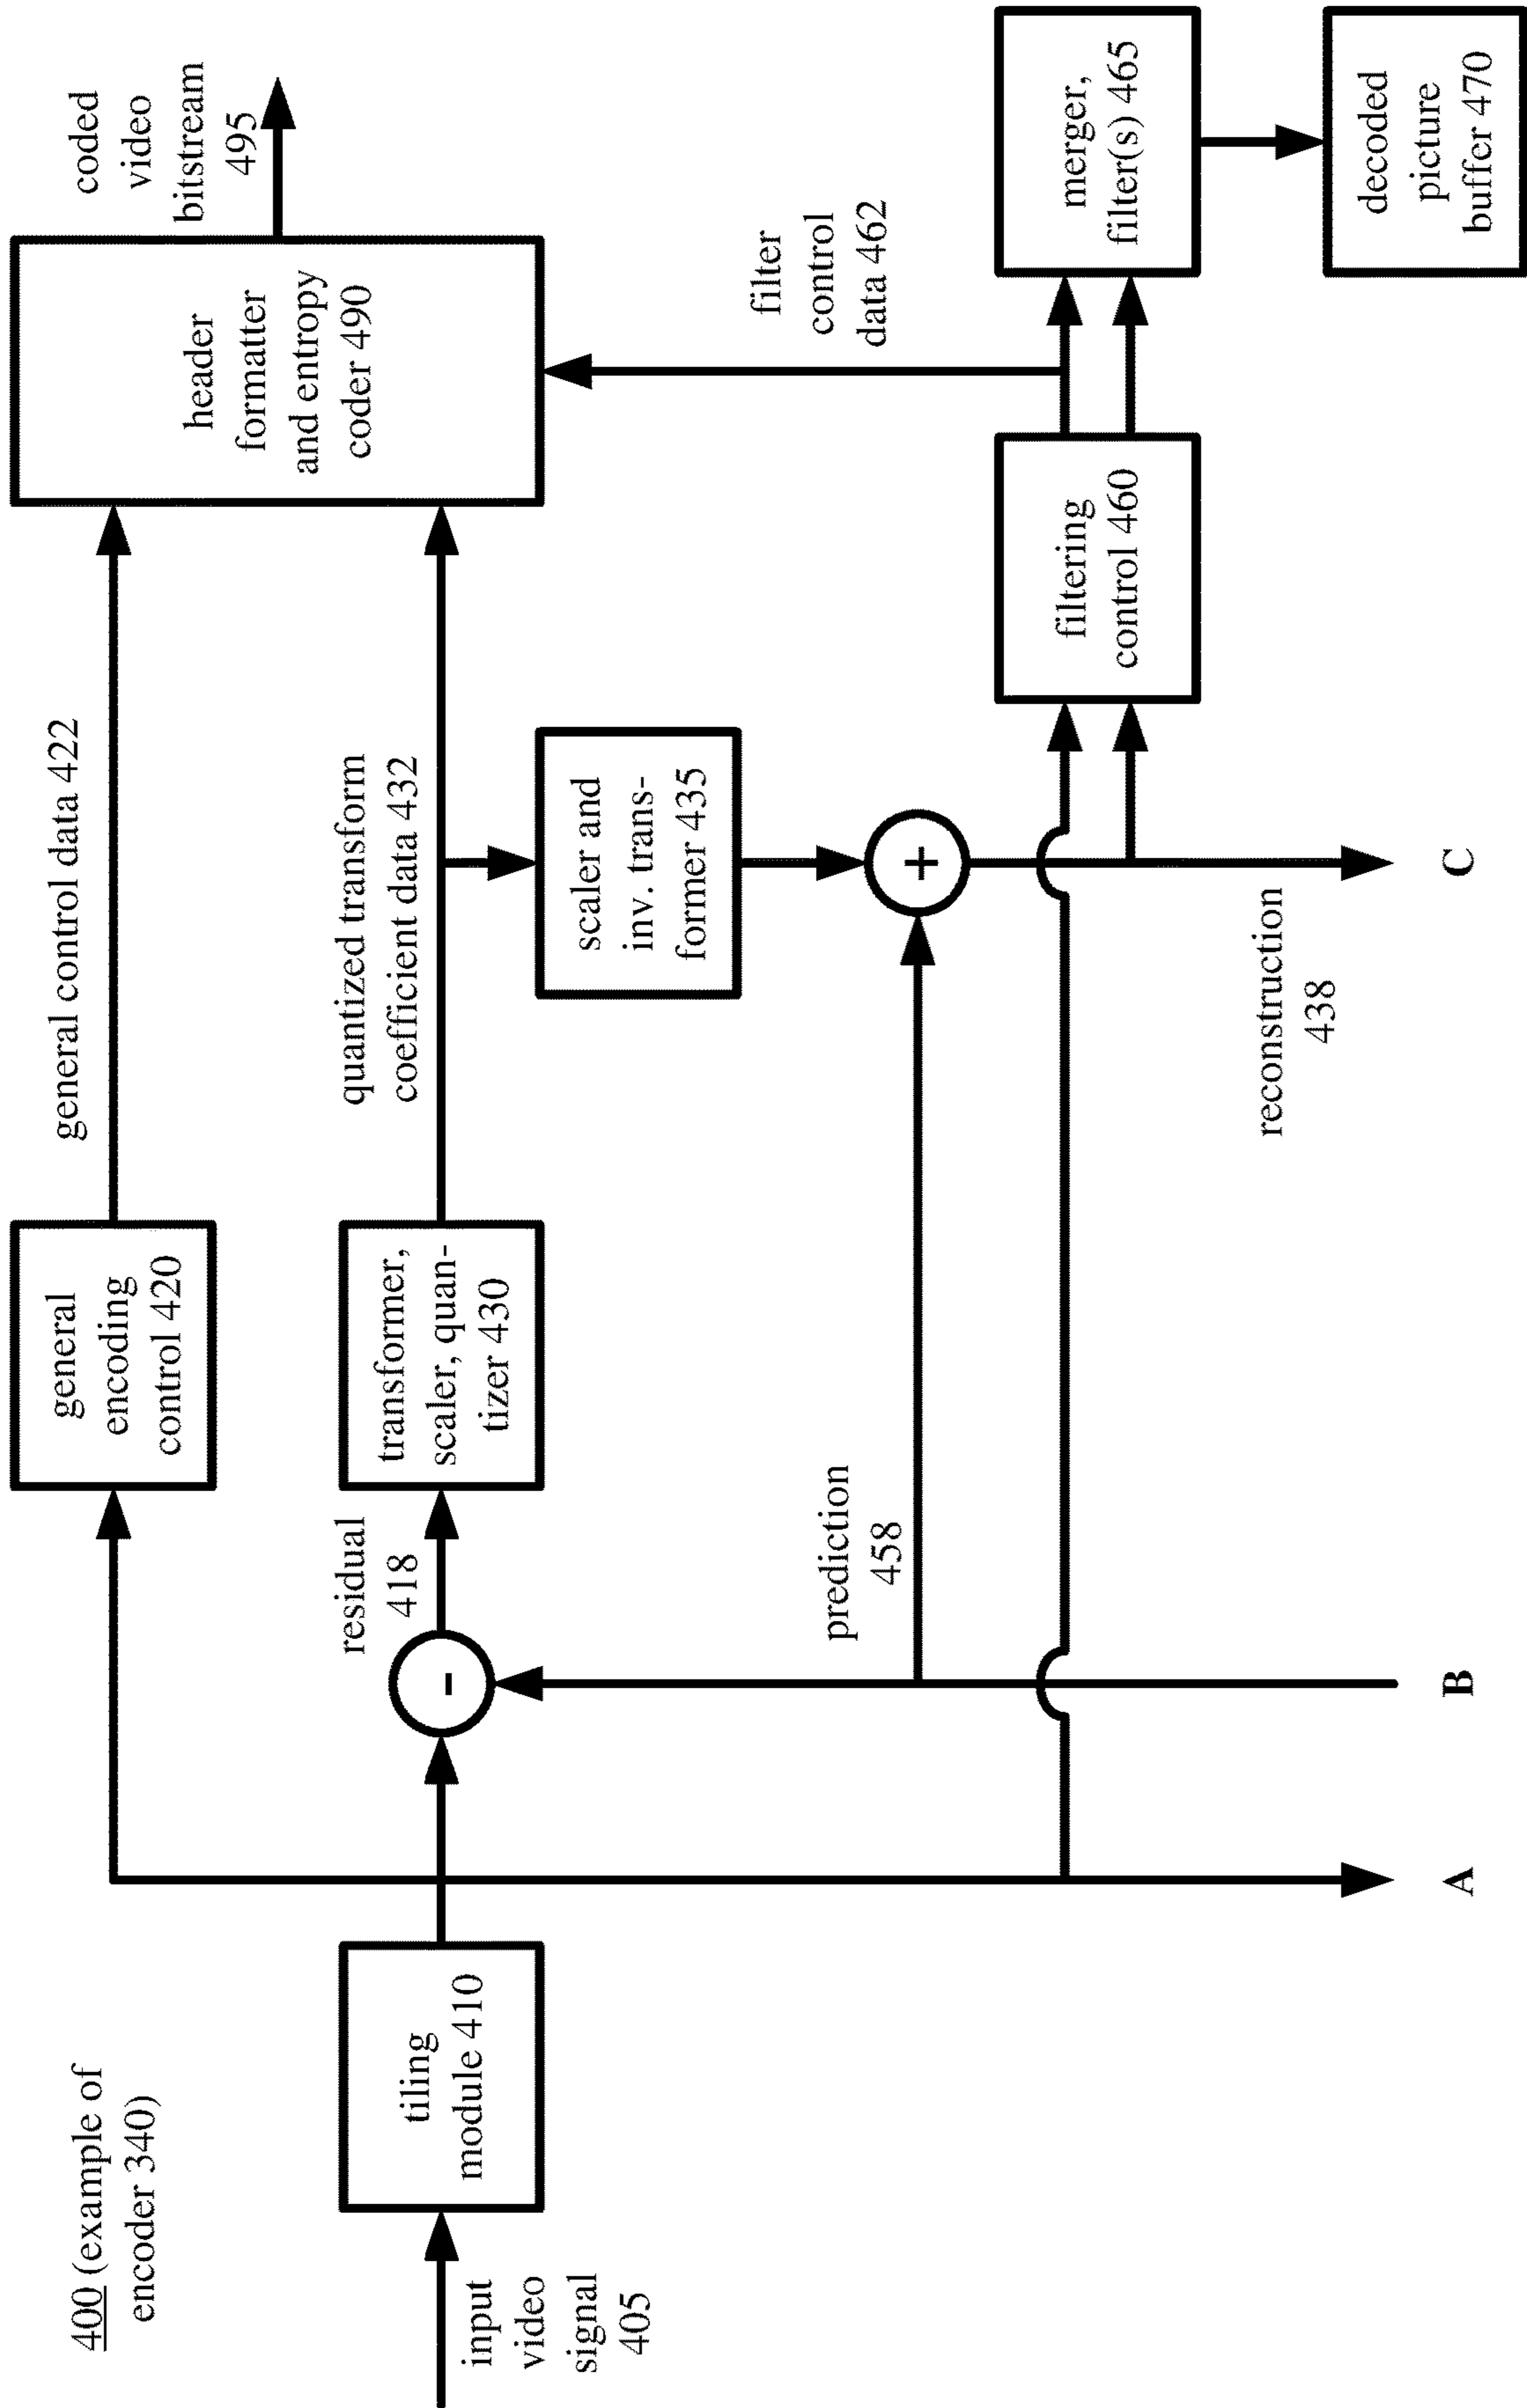 400 (example of
encoder 340)
coded
video
bitstream
495
general
encoding
control 420
general control data 422
header
formatter
and entropy
coder 490
input
video
signal
405
tiling
module 410
residual
418
-
transformer,
scaler, quan-
tizer 430
quantized transform
coefficient data 432
scaler and
inv. trans-
former 435
filter
control
data 462
prediction
458
+
filtering
control 460
merger,
filter(s) 465
decoded
picture
buffer 470
reconstruction
438
A
B
C